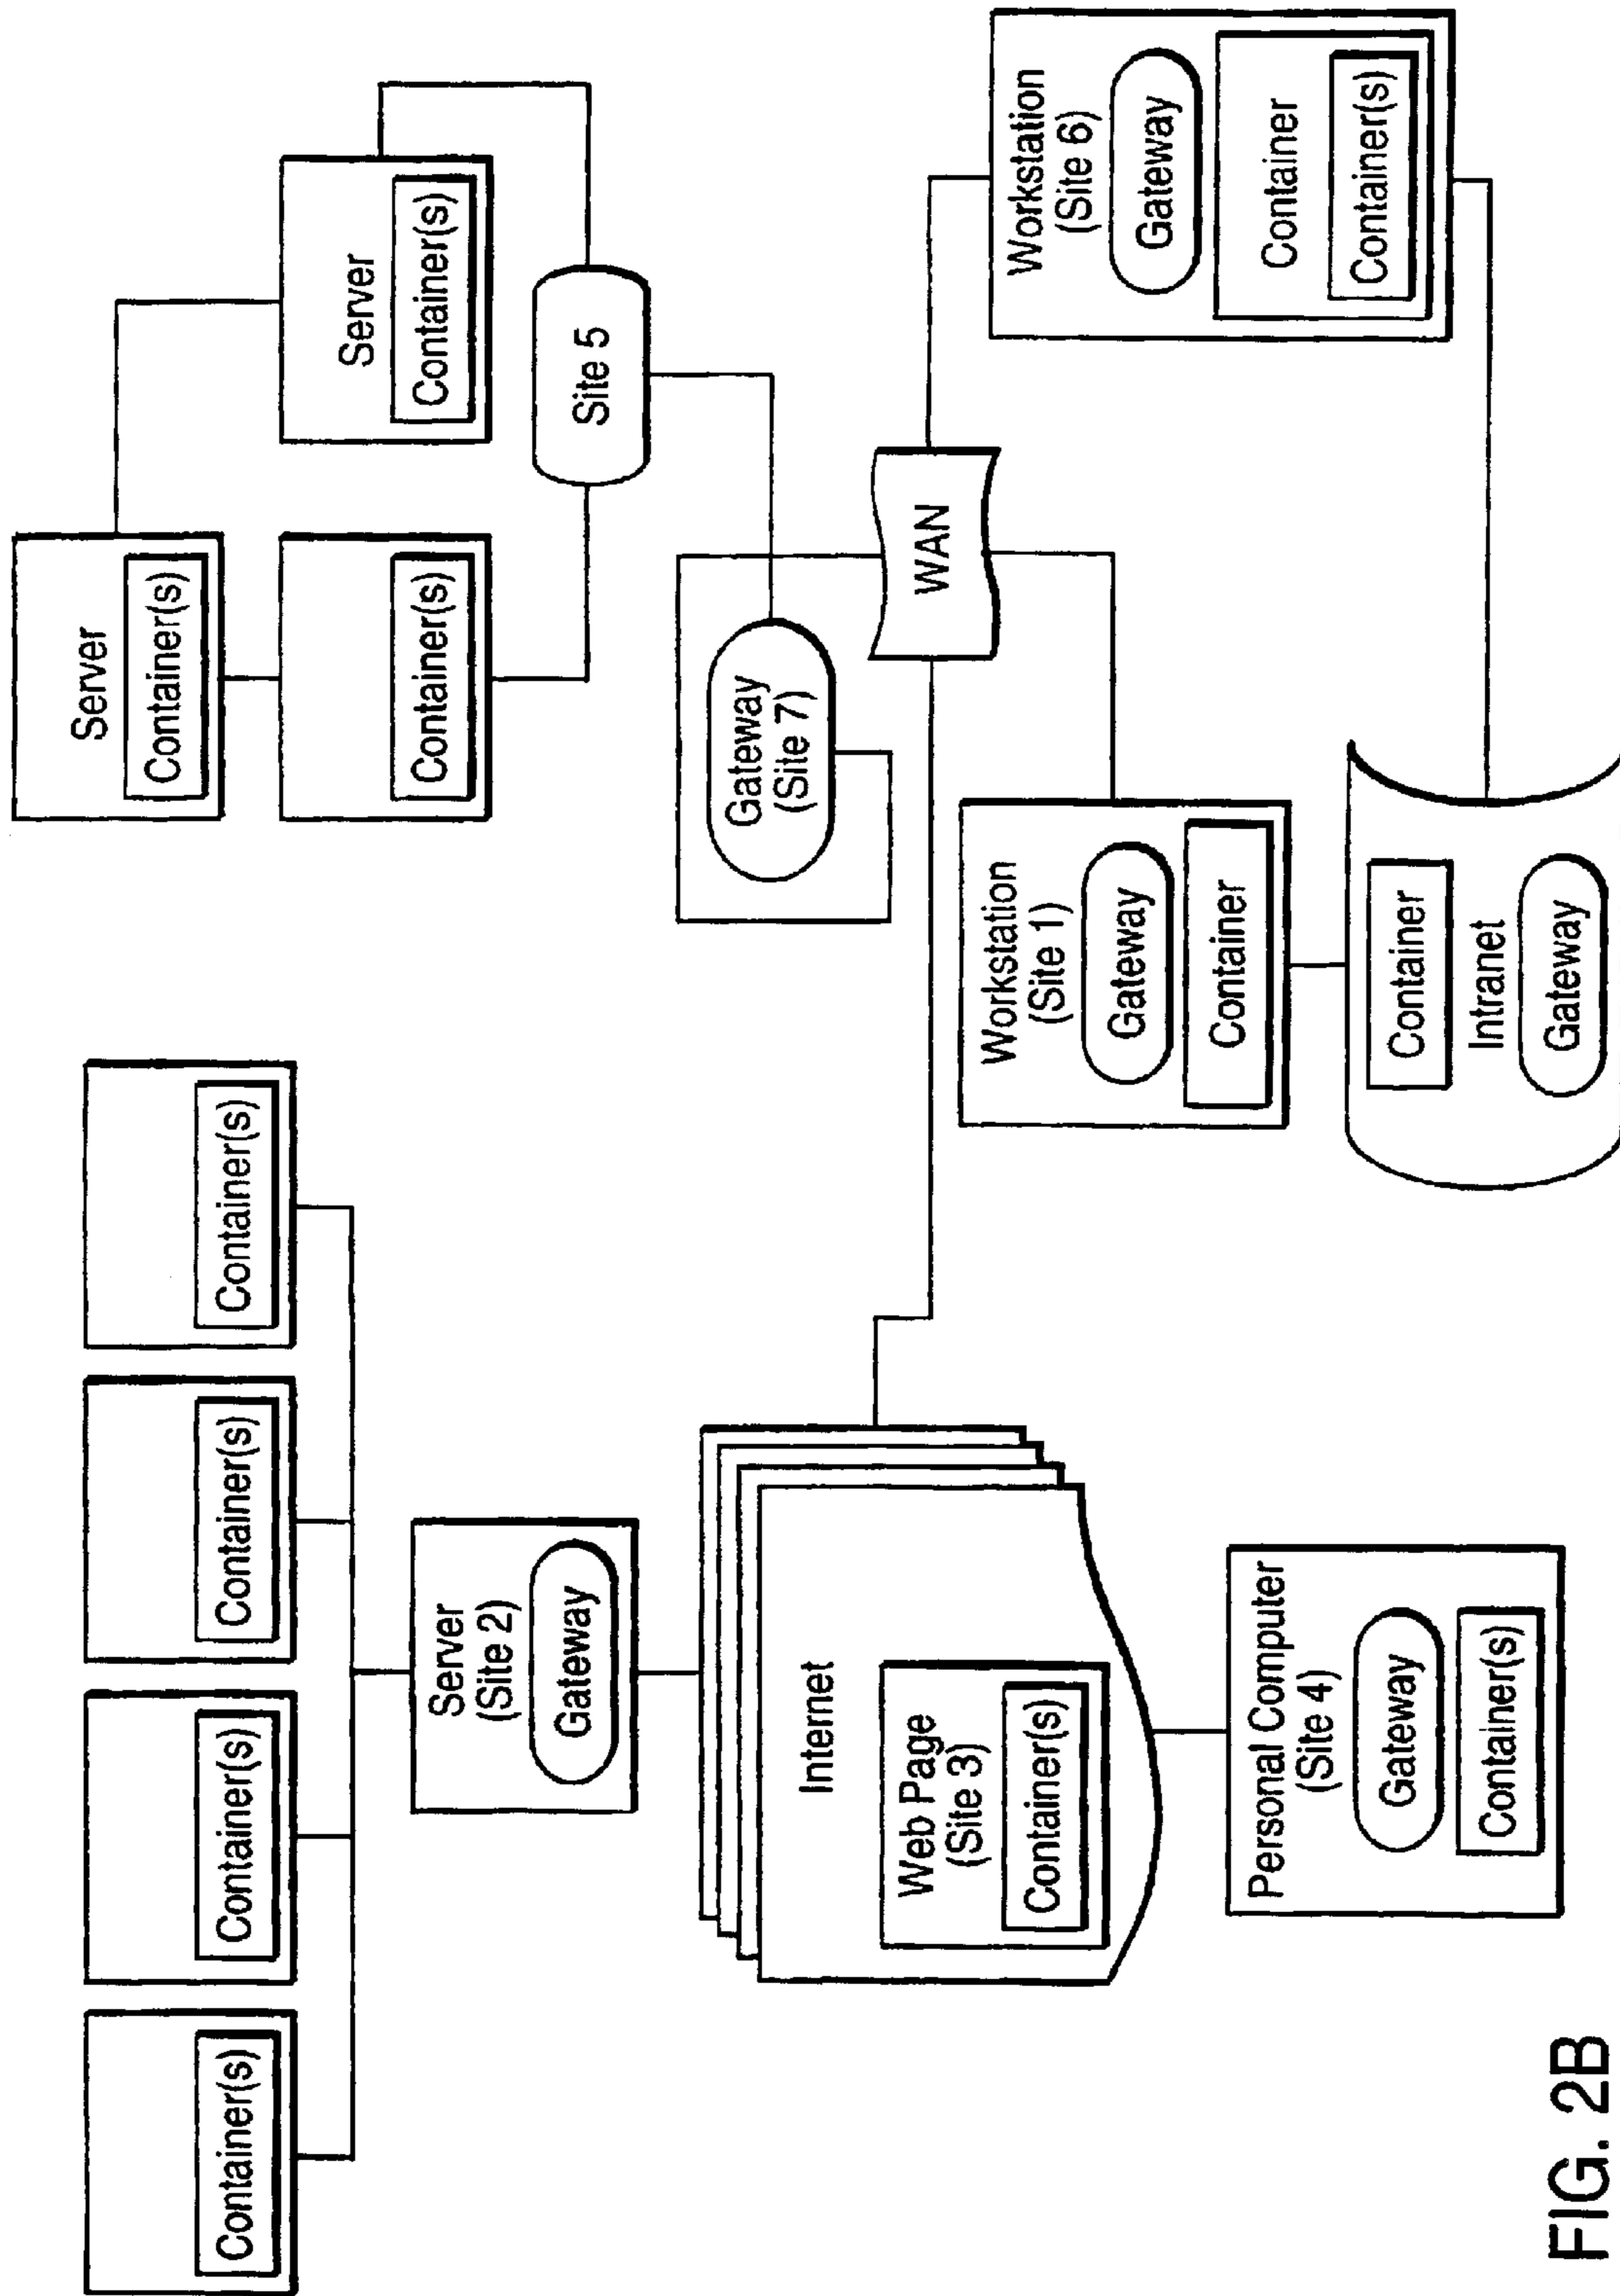 Container(s)
Container(s)
Container(s)
Container(s)
Server
(Site 2)
Gateway
Internet
Web Page
(Site 3)
Container(s)
Personal Computer
(Site 4)
Gateway
Container(s)
Server
Container(s)
Container(s)
Server
Container(s)
Site 5
Gateway
(Site 7)
WAN
Workstation
(Site 1)
Gateway
Container
Container
Intranet
Gateway
Workstation
(Site 6)
Gateway
Container
Container(s)
FIG. 2B